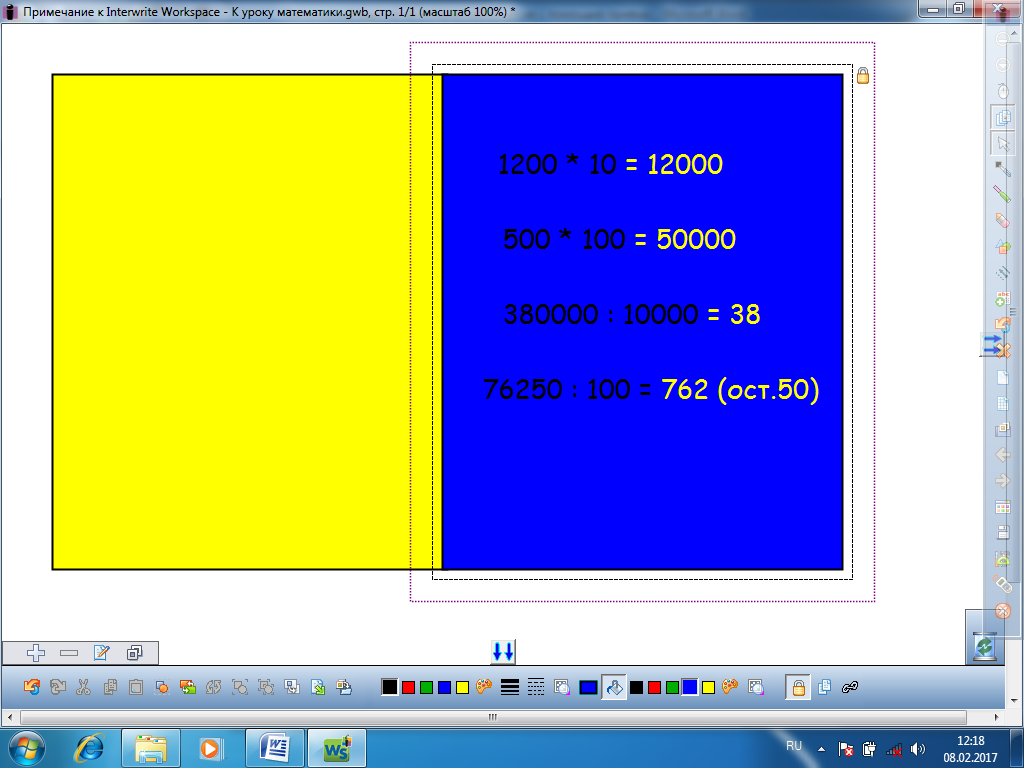 Примечание к Interwrite Workspace - К уроку математики.gwb, стр. 1/1 (масштаб 100%) *
1200 * 10 = 12000
500 * 100 = 50000
380000 : 10000 = 38
76250 : 100 = 762 (ост.50)
RU
12:18
08.02.2017